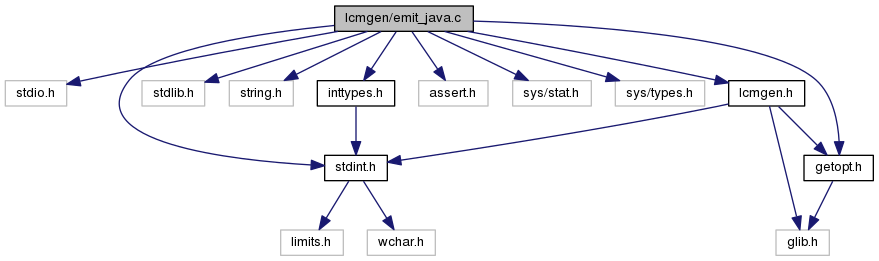 lcmgen/emit_java.c
stdio.h
stdlib.h
string.h
inttypes.h
assert.h
sys/stat.h
sys/types.h
lcmgen.h
stdint.h
getopt.h
limits.h
wchar.h
glib.h